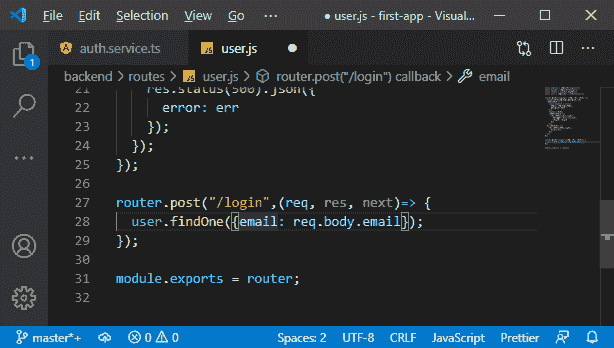 File Edit Selection View Go ... ● user.js - first-app - Visual...
auth.service.ts JS user.js ●
backend > routes > JS user.js > router.post("/login") callback > email
21 res.status(500).json({
22 error: err
23 });
24 });
25 });
26
27 router.post("/login",(req, res, next)=> {
28 user.findOne({email: req.body.email});
29 });
30
31 module.exports = router;
32
1
master*+ 0 0 Spaces: 2 UTF-8 CRLF JavaScript Prettier